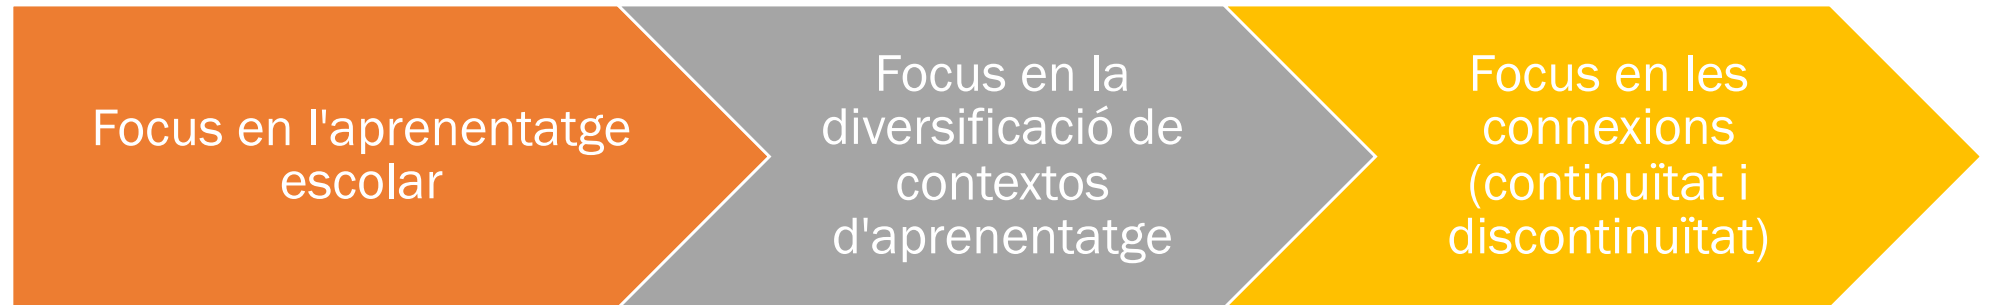 Focus en l'aprenentatge
escolar
Focus en la
diversificació de
contextos
d'aprenentatge
Focus en les
connexions
(continuïtat i
discontinuïtat)